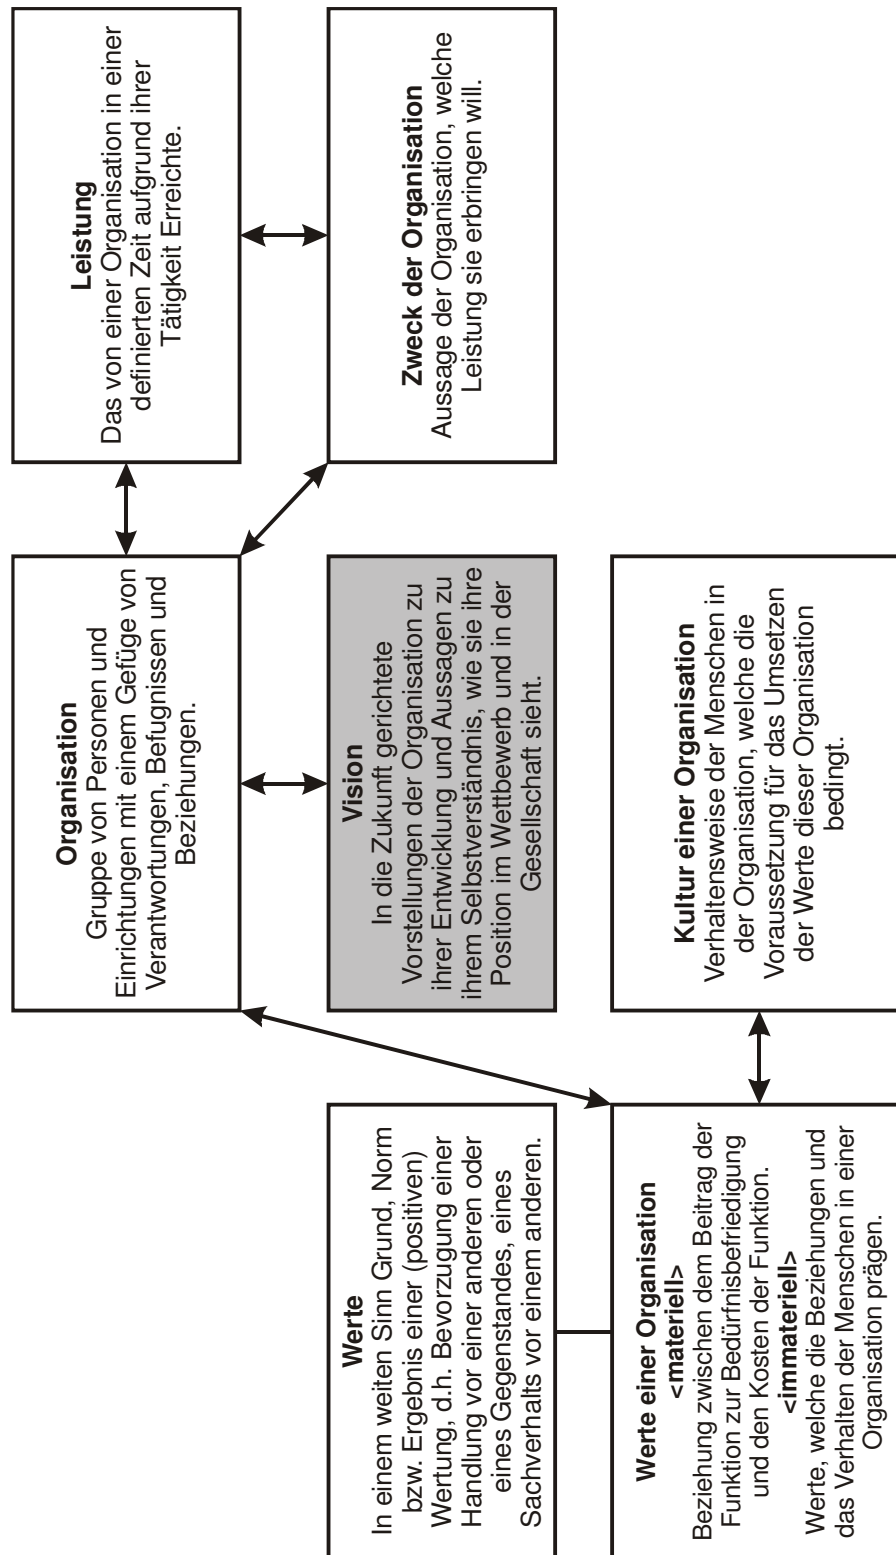 Organisation
Gruppe von Personen und
Einrichtungen mit einem Gefüge von
Verantwortungen, Befugnissen und
Beziehungen.
Leistung
Das von einer Organisation in einer
definierten Zeit aufgrund ihrer
Tätigkeit Erreichte.
Werte
In einem weiten Sinn Grund, Norm
bzw. Ergebnis einer (positiven)
Wertung, d.h. Bevorzugung einer
Handlung vor einer anderen oder
eines Gegenstandes, eines
Sachverhalts vor einem anderen.
Vision
In die Zukunft gerichtete
Vorstellungen der Organisation zu
ihrer Entwicklung und Aussagen zu
ihrem Selbstverständnis, wie sie ihre
Position im Wettbewerb und in der
Gesellschaft sieht.
Zweck der Organisation
Aussage der Organisation, welche
Leistung sie erbringen will.
Werte einer Organisation
<materiell>
Beziehung zwischen dem Beitrag der
Funktion zur Bedürfnisbefriedigung
und den Kosten der Funktion.
<immateriell>
Werte, welche die Beziehungen und
das Verhalten der Menschen in einer
Organisation prägen.
Kultur einer Organisation
Verhaltensweise der Menschen in
der Organisation, welche die
Voraussetzung für das Umsetzen
der Werte dieser Organisation
bedingt.